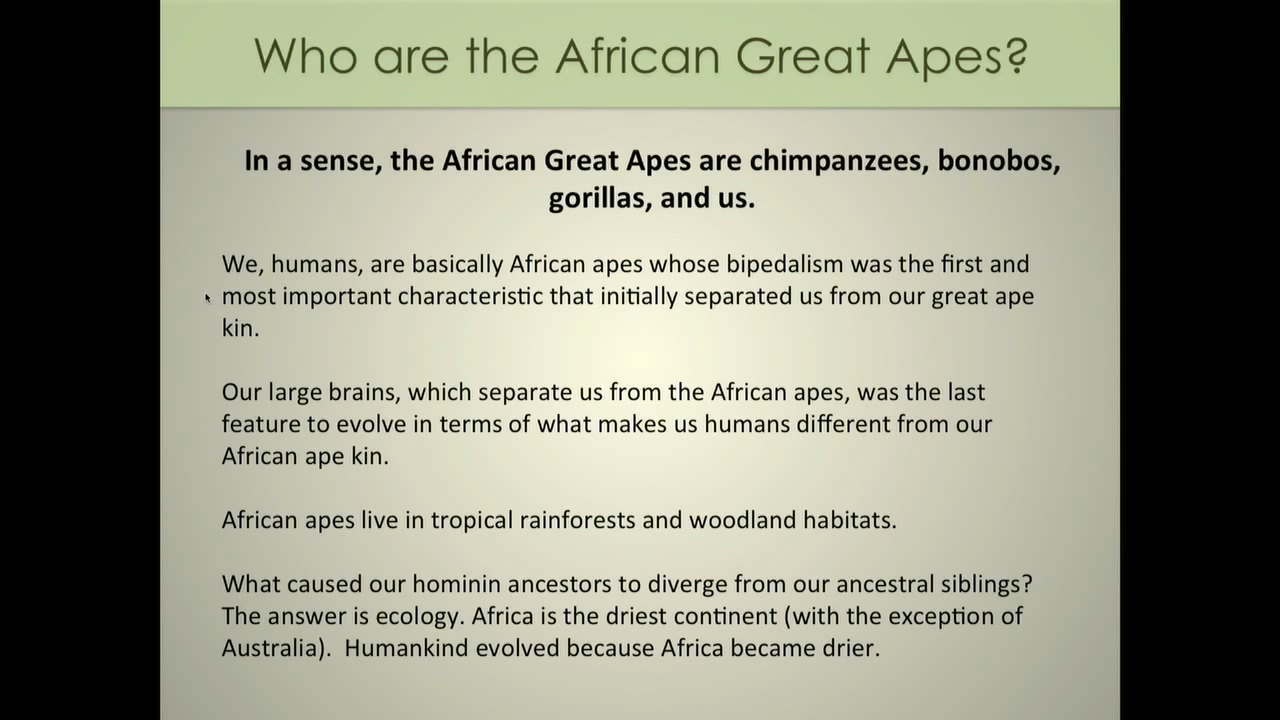 Who are the African Great Apes?
In a sense, the African Great Apes are chimpanzees, bonobos,
gorillas, and us.
We, humans, are basically African apes whose bipedalism was the first and
most important characteristic that initially separated us from our great ape
kin.
Our large brains, which separate us from the African apes, was the last
feature to evolve in terms of what makes us humans different from our
African ape kin.
African apes live in tropical rainforests and woodland habitats.
What caused our hominin ancestors to diverge from our ancestral siblings?
The answer is ecology. Africa is the driest continent (with the exception of
Australia).  Humankind evolved because Africa became drier.